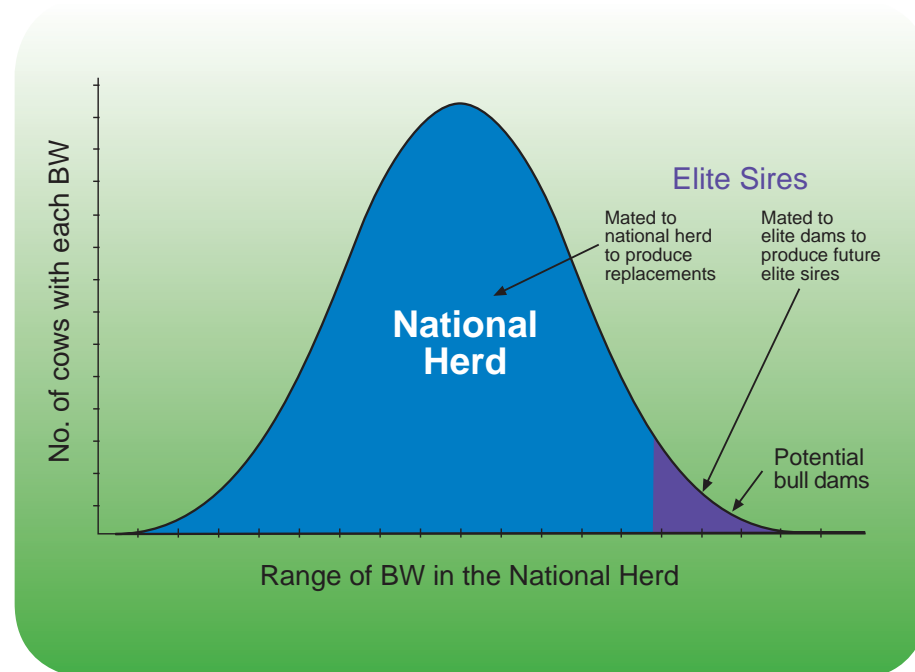 No. of cows with each BW
Elite Sires
Mated to
national herd
to produce
replacements
Mated to
elite dams to
produce future
elite sires
National
Herd
Potential
bull dams
Range of BW in the National Herd